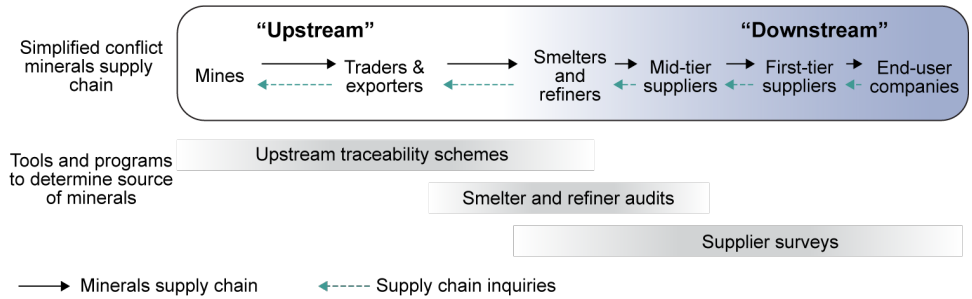 “Upstream”
“Downstream”
Simplified conflict
minerals supply
chain
Mines
Traders &
exporters
Smelters
and
refiners
Mid-tier
suppliers
First-tier
suppliers
End-user
companies
Tools and programs
to determine source
of minerals
Upstream traceability schemes
Smelter and refiner audits
Supplier surveys
Minerals supply chain
Supply chain inquiries